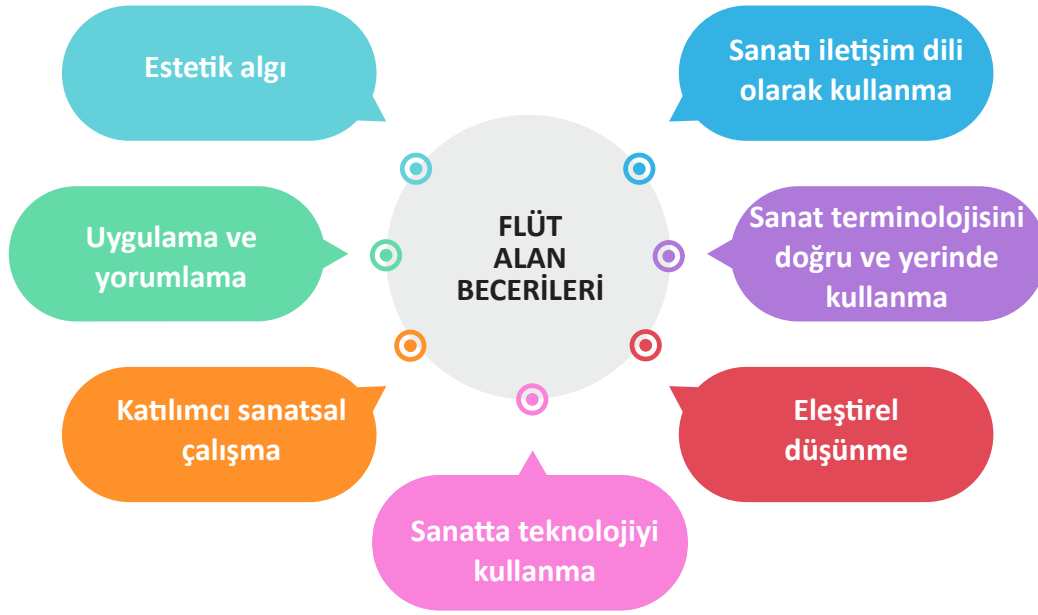 Estetik algı
Sanatı iletişim dili
olarak kullanma
Uygulama ve
yorumlama
FLÜT
ALAN
BECERİLERİ
Sanat terminolojisini
doğru ve yerinde
kullanma
Katılımcı sanatsal
çalışma
Eleştirel
düşünme
Sanatta teknolojiyi
kullanma